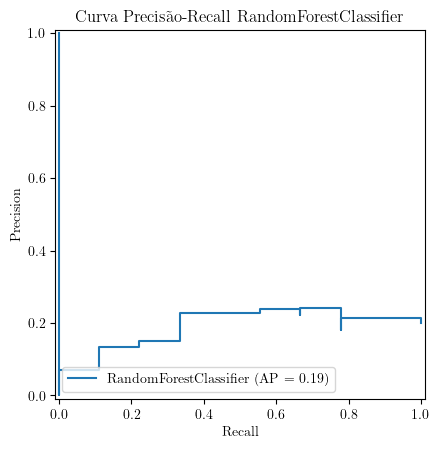 Curva Precisão-Recall RandomForestClassifier
1.0
0.8
0.6
0.4
0.2
0.0
Precision
RandomForestClassifier (AP = 0.19)
0.0 0.2 0.4 0.6 0.8 1.0
Recall